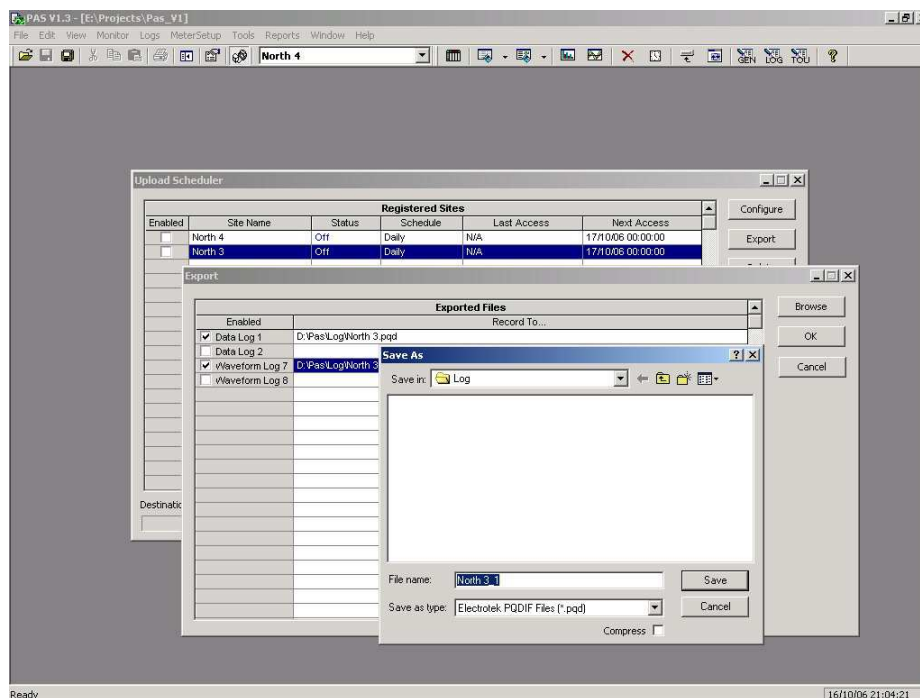 PAS V1.3 - [E:\Projects\Pas_V1]
File Edit View Monitor Logs MeterSetup Tools Reports Window Help
North 4
GEN LOG TOU
Upload Scheduler
Registered Sites
Enabled Site Name Status Schedule Last Access Next Access
North 4 Off Daily N/A 17/10/06 00:00:00
North 3 Off Daily N/A 17/10/06 00:00:00
Configure
Export
Export
Exported Files
Enabled Record To...
Data Log 1 D:\Pas\Log\North 3.pqd
Data Log 2
Waveform Log 7 D:\Pas\Log\North 3
Waveform Log 8
Browse
OK
Cancel
Save As
Save in: Log
File name: North 3_1
Save as type: Electrotek PQDIF Files (*.pqd)
Compress
Save
Cancel
Ready 16/10/06 21:04:21